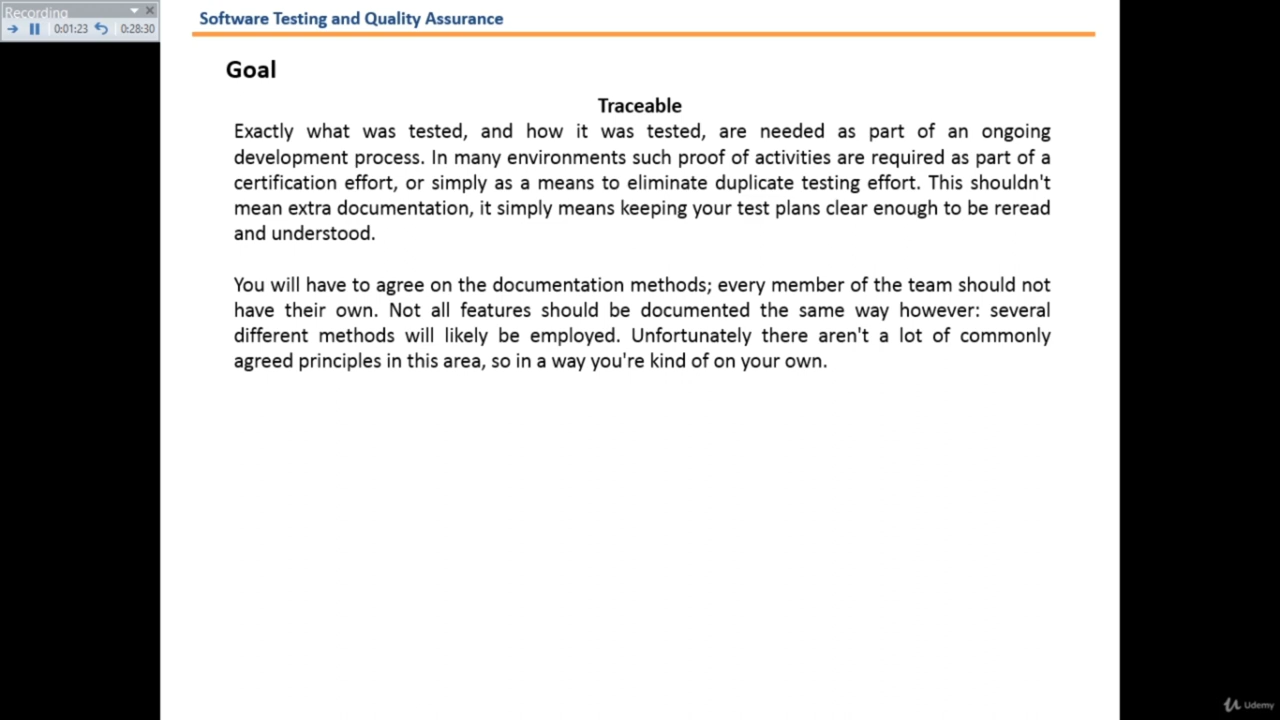 Recording
0:01:23 0:28:30
Software Testing and Quality Assurance
Goal
Traceable
Exactly what was tested, and how it was tested, are needed as part of an ongoing
development process. In many environments such proof of activities are required as part of a
certification effort, or simply as a means to eliminate duplicate testing effort. This shouldn't
mean extra documentation, it simply means keeping your test plans clear enough to be reread
and understood.
You will have to agree on the documentation methods; every member of the team should not
have their own. Not all features should be documented the same way however: several
different methods will likely be employed. Unfortunately there aren't a lot of commonly
agreed principles in this area, so in a way you're kind of on your own.
Udemy